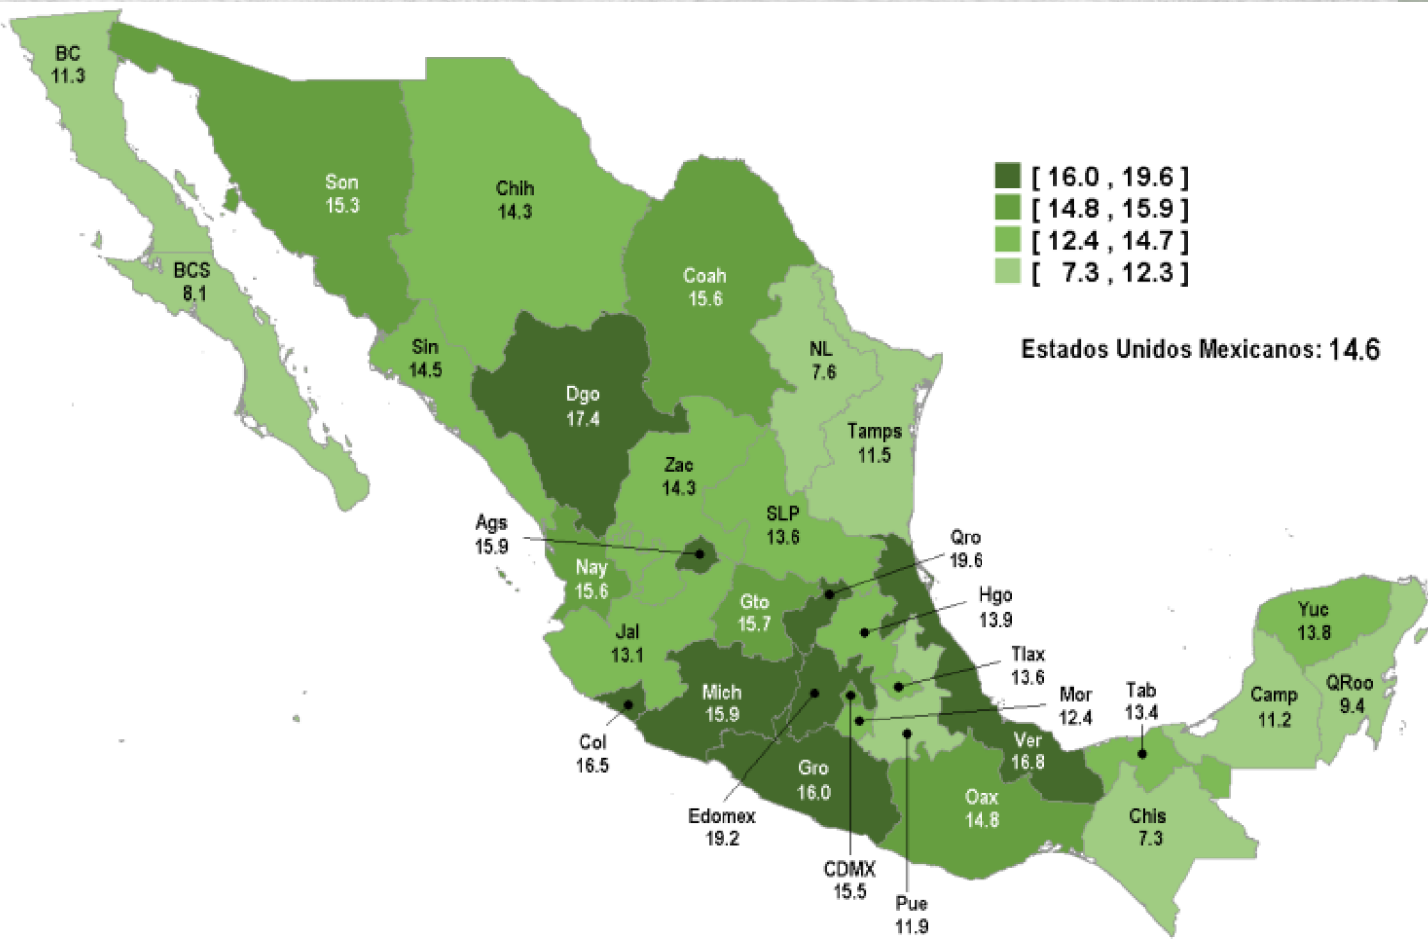 BC
11.3
Son
15.3
Chih
14.3
BCS
8.1
Coah
15.6
[ 16.0 , 19.6 ]
[ 14.8 , 15.9 ]
[ 12.4 , 14.7 ]
[ 7.3 , 12.3 ]
Estados Unidos Mexicanos: 14.6
Sin
14.5
NL
7.6
Dgo
17.4
Tamps
11.5
Zac
14.3
SLP
13.6
Ags
15.9
Qro
19.6
Nay
15.6
Gto
15.7
Hgo
13.9
Yuc
13.8
Jal
13.1
Tlax
13.6
Mich
15.9
Mor
12.4
Tab
13.4
Camp
11.2
QRoo
9.4
Col
16.5
Ver
16.8
Gro
16.0
Edomex
19.2
Oax
14.8
Chis
7.3
CDMX
15.5
Pue
11.9